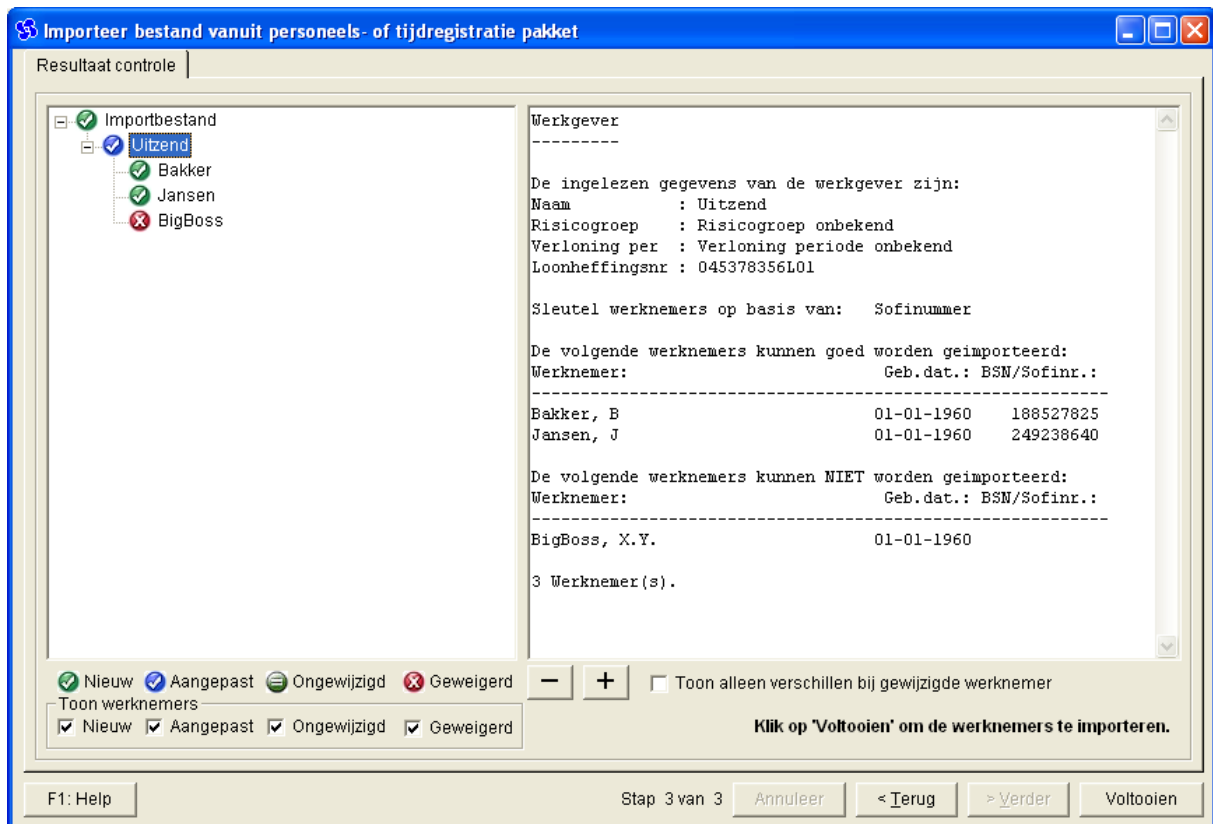 Importeer bestand vanuit personeels- of tijdregistratie pakket
Resultaat controle
Importbestand
Uitzend
Bakker
Jansen
BigBoss
Werkgever
---------
De ingelezen gegevens van de werkgever zijn:
Naam : Uitzend
Risicogroep : Risicogroep onbekend
Verloning per : Verloning periode onbekend
Loonheffingsnr : 045378356L01
Sleutel werknemers op basis van: Sofinummer
De volgende werknemers kunnen goed worden geimporteerd:
Werknemer: Geb.dat.: BSN/Sofinr.:
------------------------------------------------------------
Bakker, B 01-01-1960 188527825
Jansen, J 01-01-1960 249238640
De volgende werknemers kunnen NIET worden geimporteerd:
Werknemer: Geb.dat.: BSN/Sofinr.:
------------------------------------------------------------
BigBoss, X.Y. 01-01-1960
3 Werknemer(s).
Nieuw Aangepast Ongewijzigd Geweigerd
Toon werknemers
Nieuw Aangepast Ongewijzigd Geweigerd
− + Toon alleen verschillen bij gewijzigde werknemer
Klik op 'Voltooien' om de werknemers te importeren.
F1: Help Stap 3 van 3 Annuleer < Terug > Verder Voltooien